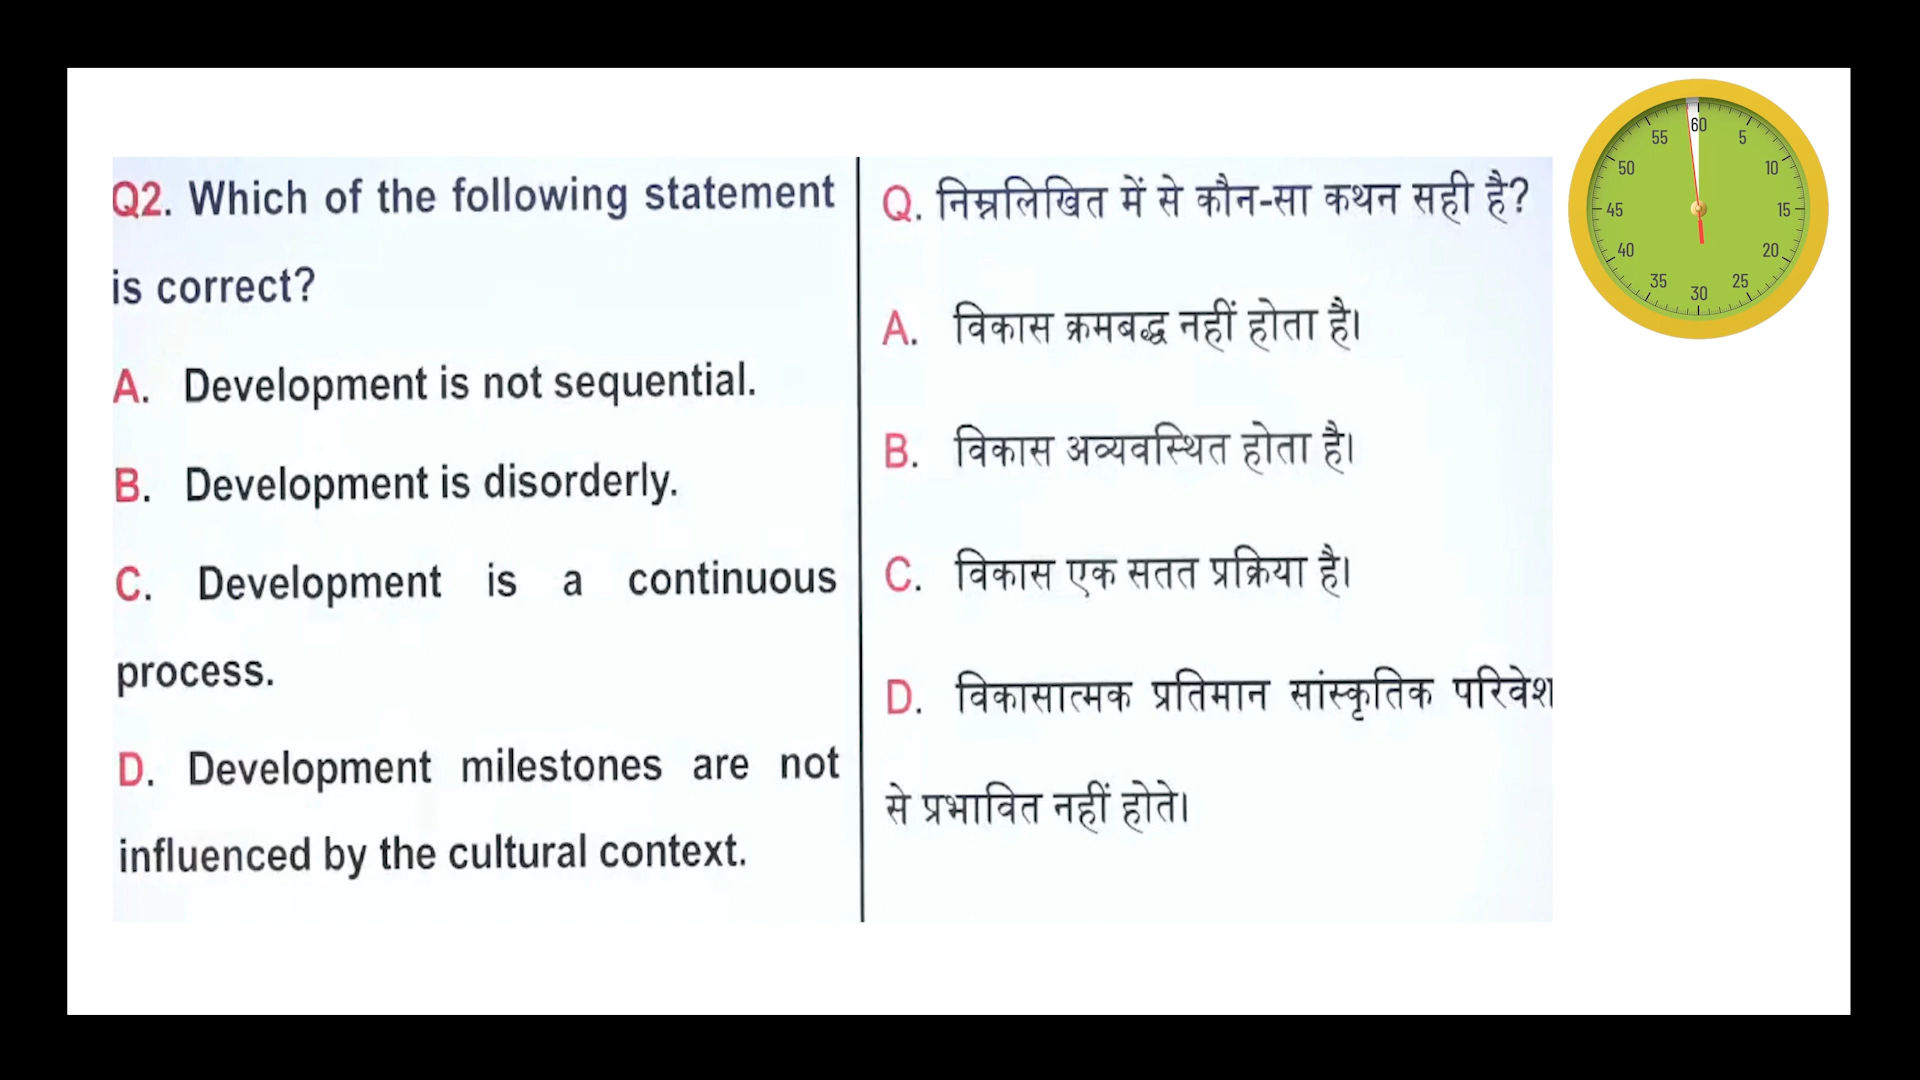 Q2. Which of the following statement
is correct?
A. Development is not sequential.
B. Development is disorderly.
C. Development is a continuous
process.
D. Development milestones are not
influenced by the cultural context.
Q. निम्नलिखित में से कौन-सा कथन सही है?
A. विकास क्रमबद्ध नहीं होता है।
B. विकास अव्यवस्थित होता है।
C. विकास एक सतत प्रक्रिया है।
D. विकासात्मक प्रतिमान सांस्कृतिक परिवेश
से प्रभावित नहीं होते।
60
5
10
15
20
25
30
35
40
45
50
55